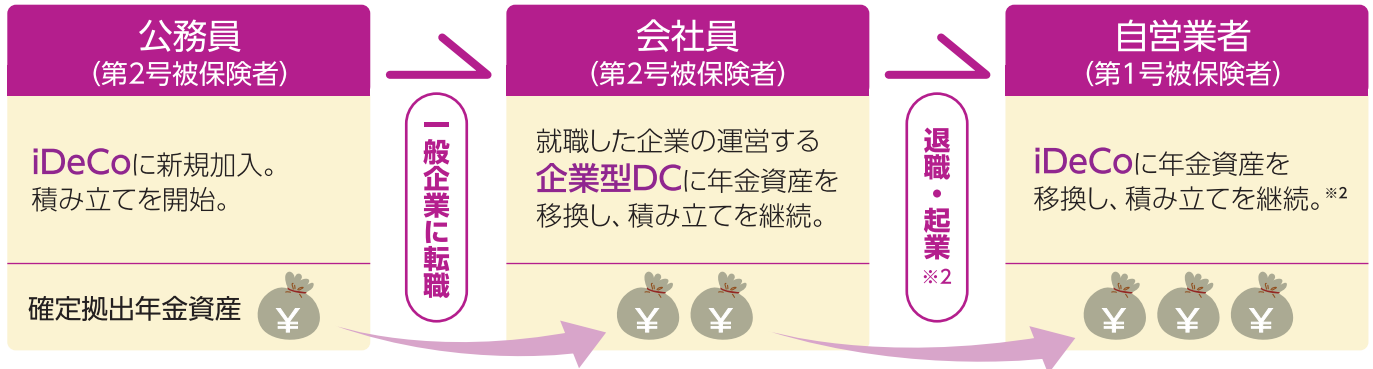 公務員
（第2号被保険者）
iDeCoに新規加入。
積み立てを開始。
確定拠出年金資産
¥
一般企業に転職
会社員
（第2号被保険者）
就職した企業の運営する
企業型DCに年金資産を
移換し、積み立てを継続。
¥ ¥
退職・起業
※2
自営業者
（第1号被保険者）
iDeCoに年金資産を
移換し、積み立てを継続。※2
¥ ¥ ¥